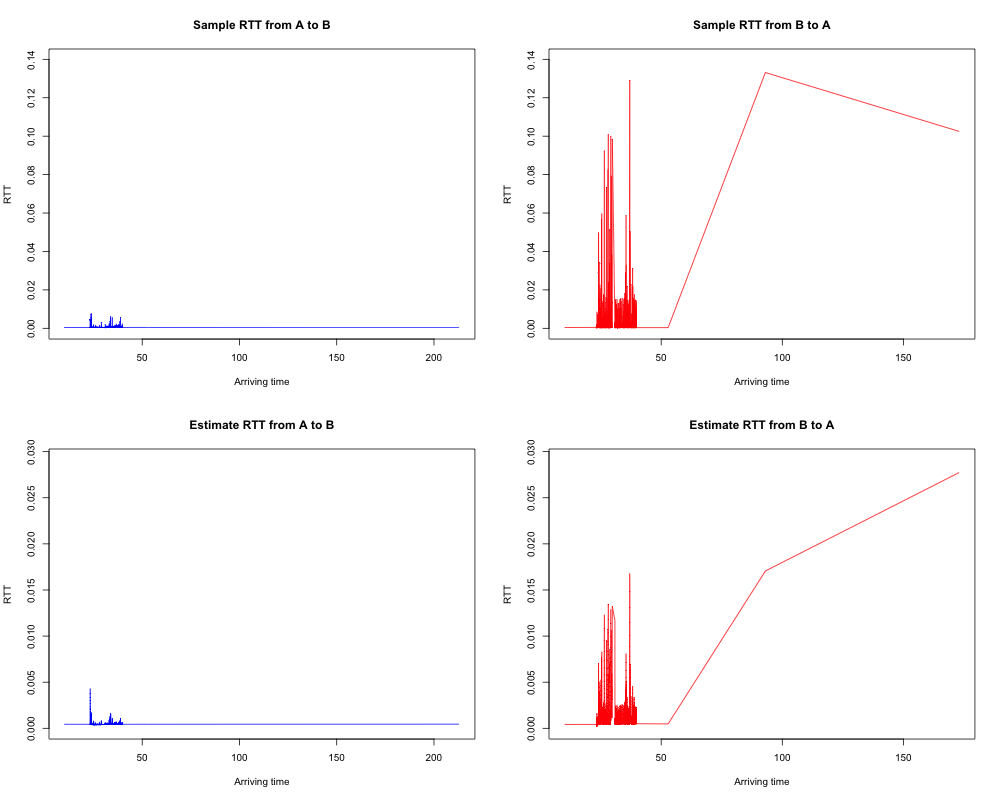 Sample RTT from A to B
RTT
0.00 0.02 0.04 0.06 0.08 0.10 0.12 0.14
50 100 150 200
Arriving time
Sample RTT from B to A
RTT
0.00 0.02 0.04 0.06 0.08 0.10 0.12 0.14
50 100 150
Arriving time
Estimate RTT from A to B
RTT
0.000 0.005 0.010 0.015 0.020 0.025 0.030
50 100 150 200
Arriving time
Estimate RTT from B to A
RTT
0.000 0.005 0.010 0.015 0.020 0.025 0.030
50 100 150
Arriving time